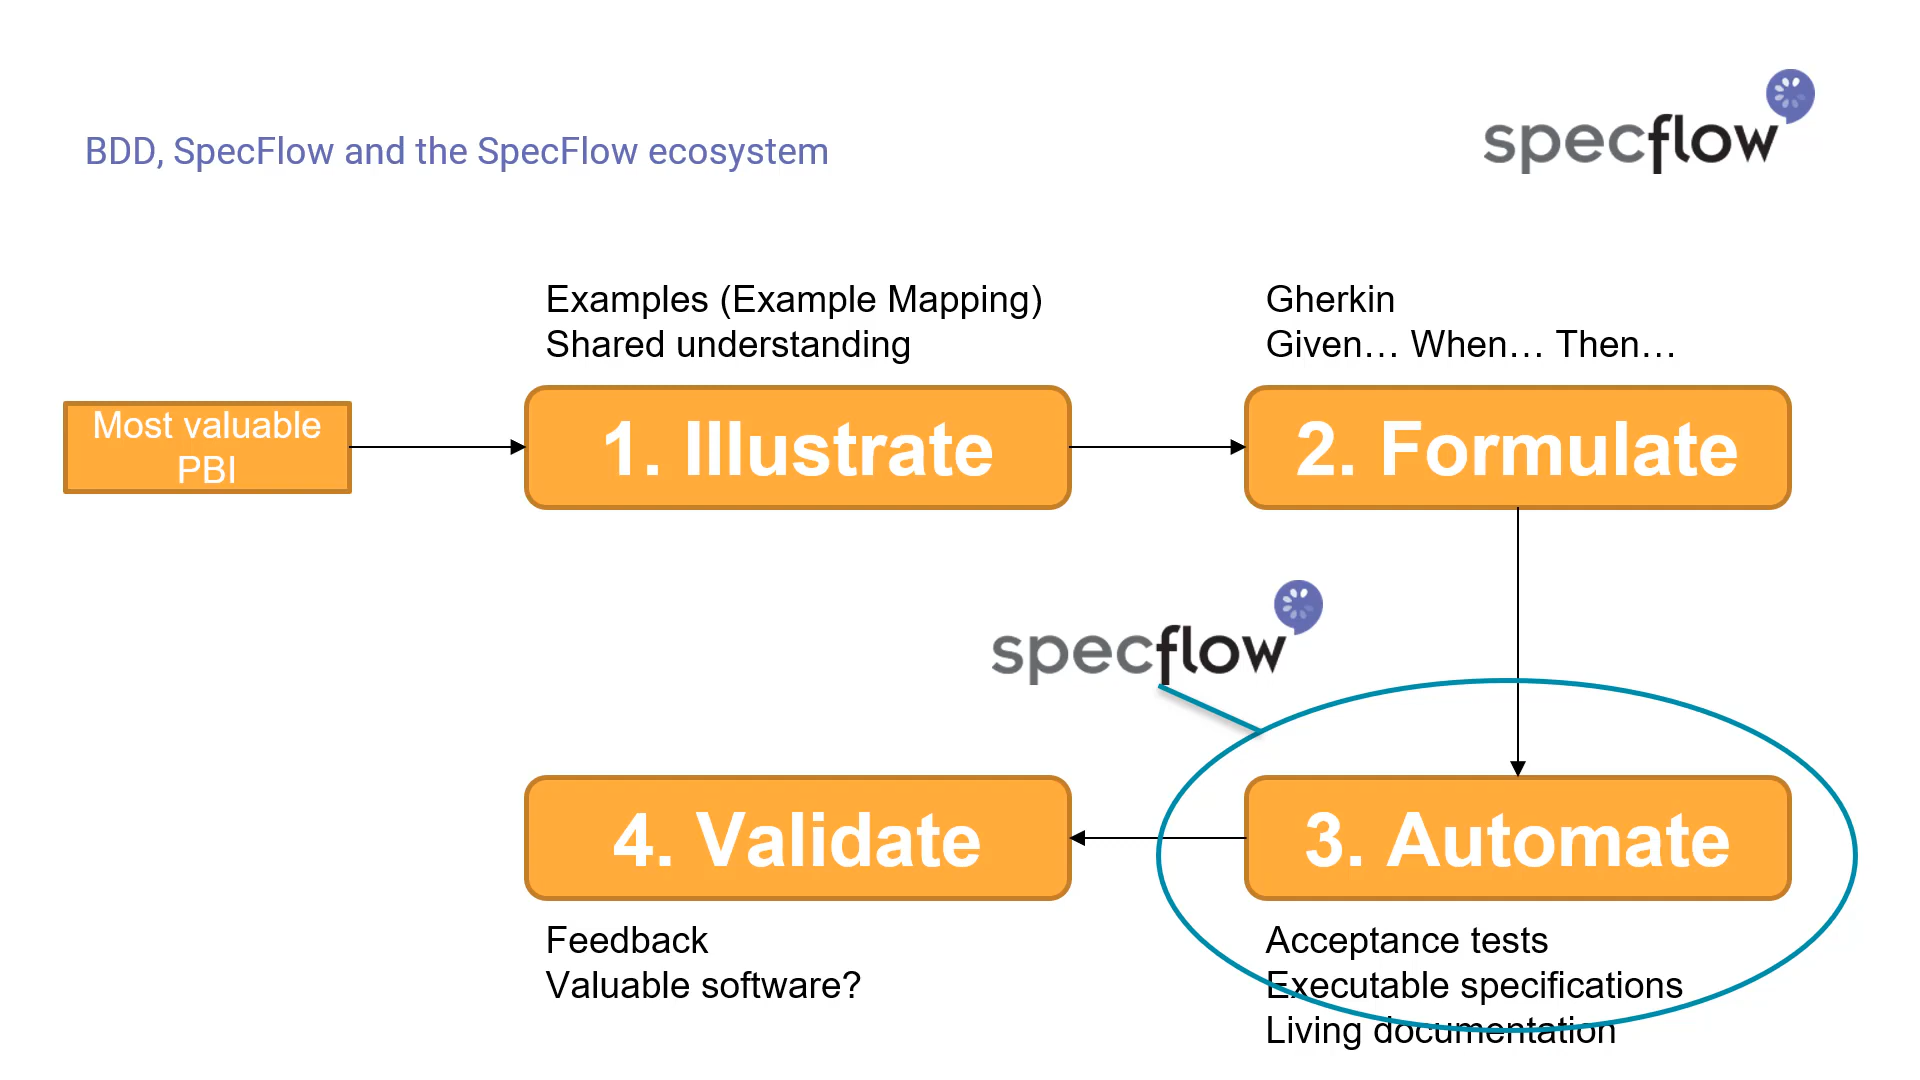 specflow
BDD, SpecFlow and the SpecFlow ecosystem
Examples (Example Mapping)
Shared understanding
Gherkin
Given… When… Then…
Most valuable
PBI
1. Illustrate
2. Formulate
specflow
4. Validate
3. Automate
Feedback
Valuable software?
Acceptance tests
Executable specifications
Living documentation